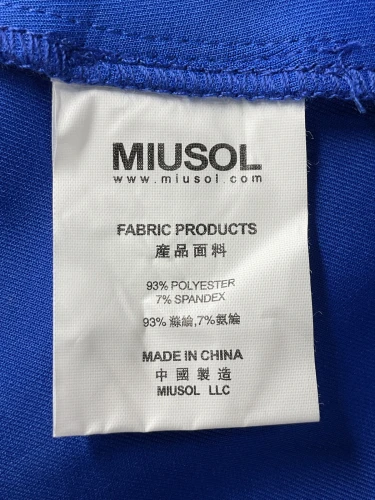 MIUSOL
www.miusol.com
FABRIC PRODUCTS
産品面料
93% POLYESTER
7% SPANDEX
93% 滌綸,7%氨綸
MADE IN CHINA
中國製造
MIUSOL LLC